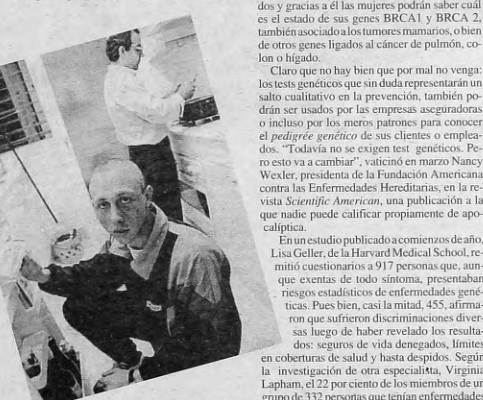 dos y gracias a él las mujeres podrán saber cuál
es el estado de sus genes BRCA1 y BRCA 2,
también asociado a los tumores mamarios, o bien
de otros genes ligados al cáncer de pulmón, co-
lon o hígado.
Claro que no hay bien que por mal no venga:
los tests genéticos que sin duda representarán un
salto cualitativo en la prevención, también po-
drán ser usados por las empresas aseguradoras
o incluso por los meros patrones para conocer
el pedigrée genético de sus clientes o emplea-
dos. “Todavía no se exigen test genéticos. Pe-
ro esto va a cambiar”, vaticinó en marzo Nancy
Wexler, presidenta de la Fundación Americana
contra las Enfermedades Hereditarias, en la re-
vista Scientific American, una publicación a la
que nadie puede calificar propiamente de apo-
calíptica.
En un estudio publicado a comienzos de año,
Lisa Geller, de la Harvard Medical School, re-
mitió cuestionarios a 917 personas que, aun-
que exentas de todo síntoma, presentaban
riesgos estadísticos de enfermedades gené-
ticas. Pues bien, casi la mitad, 455, afirma-
ron que sufrieron discriminaciones diver-
sas luego de haber revelado los resulta-
dos: seguros de vida denegados, límites
en coberturas de salud y hasta despidos. Según
la investigación de otra especialista, Virginia
Lapham, el 22 por ciento de los miembros de un
grupo de 332 personas que tenían enfermedades